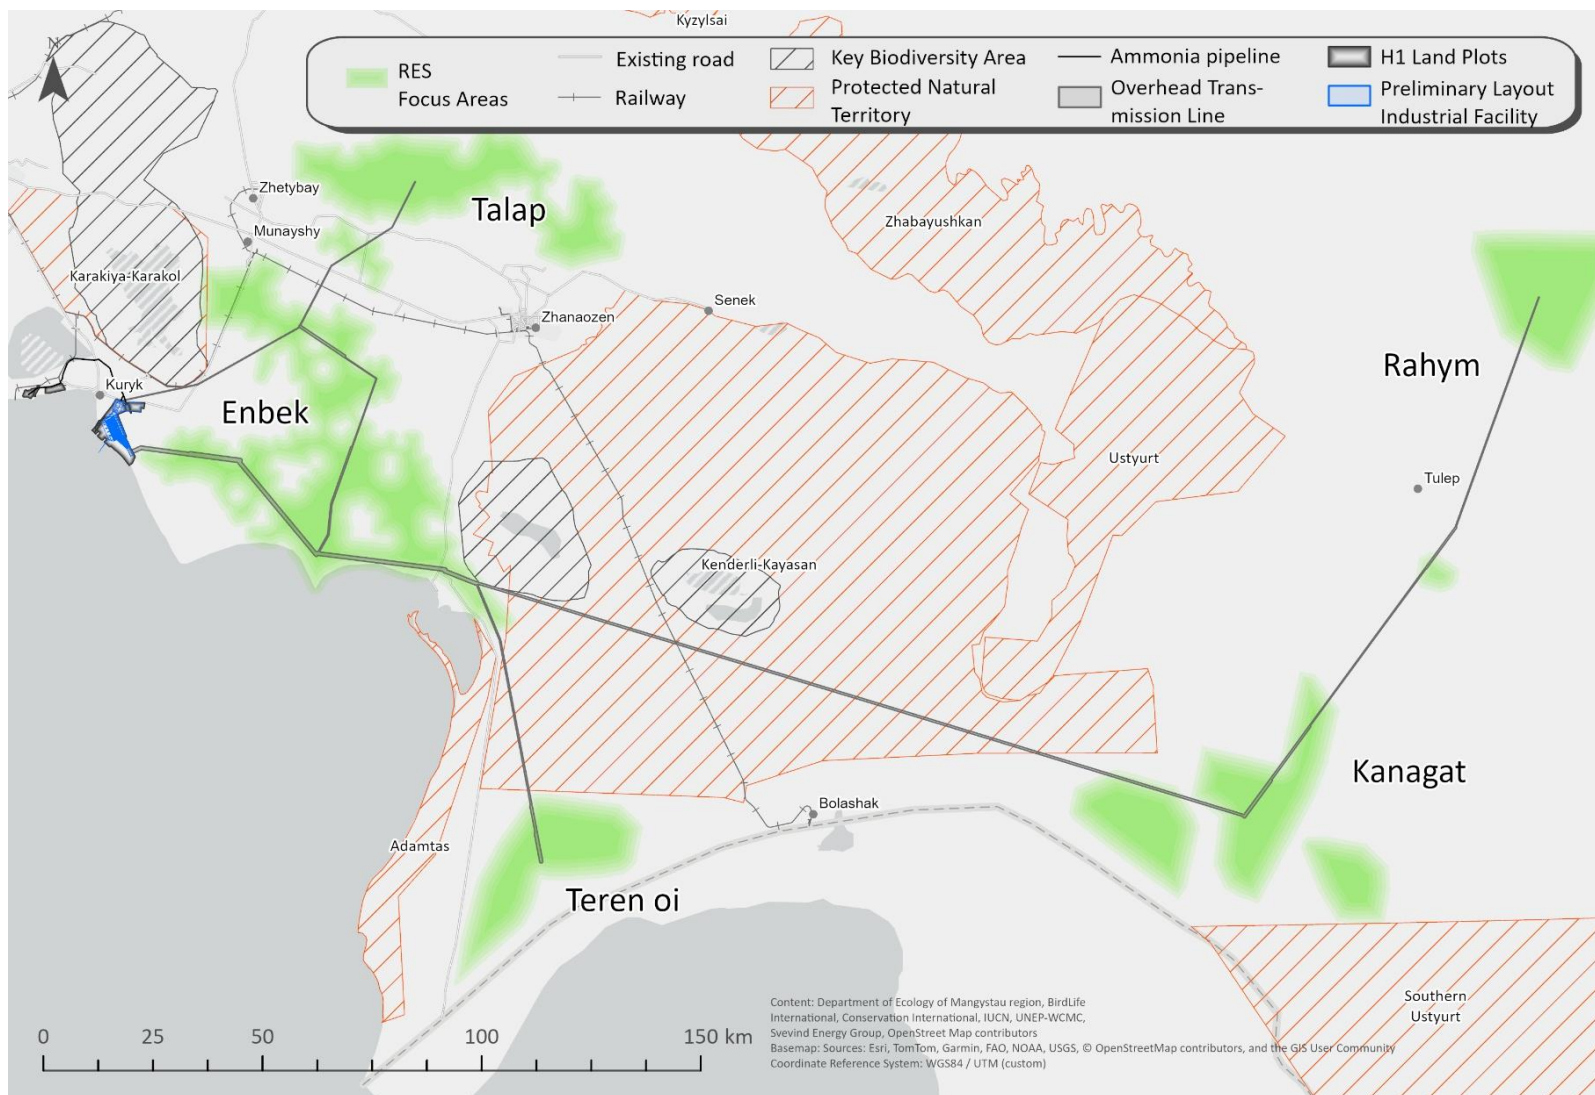 Kyzylsai
N
RES
Focus Areas
Existing road
Railway
Key Biodiversity Area
Protected Natural
Territory
Ammonia pipeline
Overhead Trans-
mission Line
H1 Land Plots
Preliminary Layout
Industrial Facility
Zhetybay
Talap
Munayshy
Zhabayushkan
Karakiya-Karakol
Senek
Zhanaozen
Rahym
Kuryk
Enbek
Ustyurt
Tulep
Kenderli-Kayasan
Kanagat
Bolashak
Adamtas
Teren oi
Southern
Ustyurt
Content: Department of Ecology of Mangystau region, BirdLife
International, Conservation International, IUCN, UNEP-WCMC,
Svevind Energy Group, OpenStreet Map contributors
Basemap: Sources: Esri, TomTom, Garmin, FAO, NOAA, USGS, © OpenStreetMap contributors, and the GIS User Community
Coordinate Reference System: WGS84 / UTM (custom)
0 25 50 100 150 km